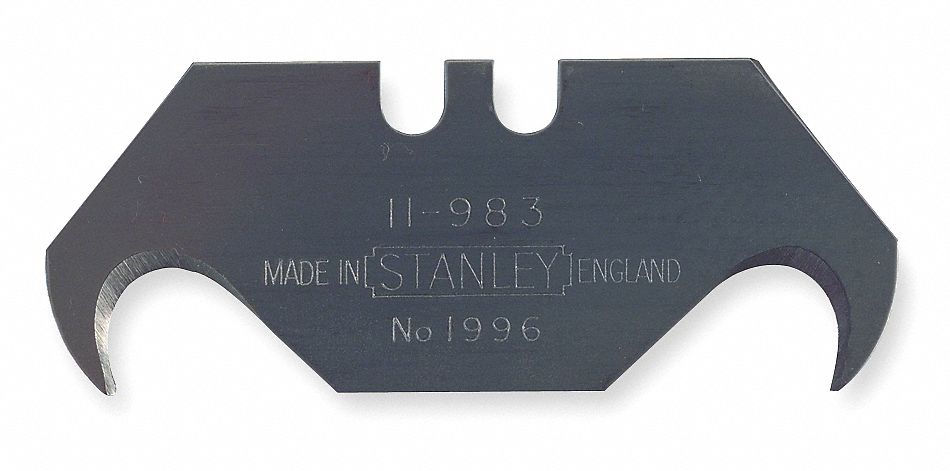 11-983
MADE IN STANLEY ENGLAND
No 1996